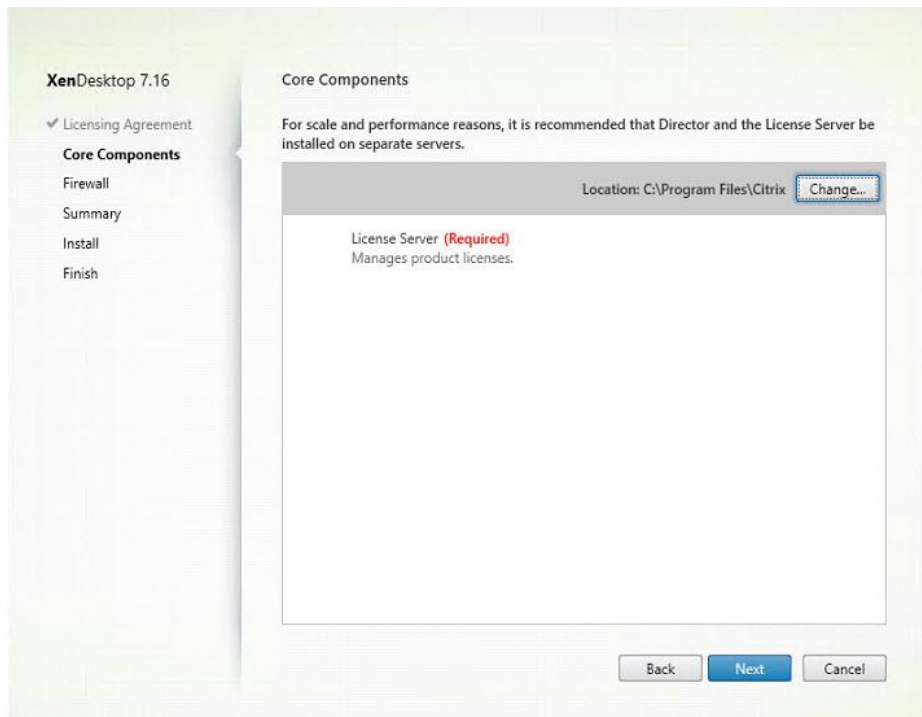 XenDesktop 7.16
Licensing Agreement
Core Components
Firewall
Summary
Install
Finish
Core Components
For scale and performance reasons, it is recommended that Director and the License Server be
installed on separate servers.
Location: C:\Program Files\Citrix Change...
License Server (Required)
Manages product licenses.
Back Next Cancel